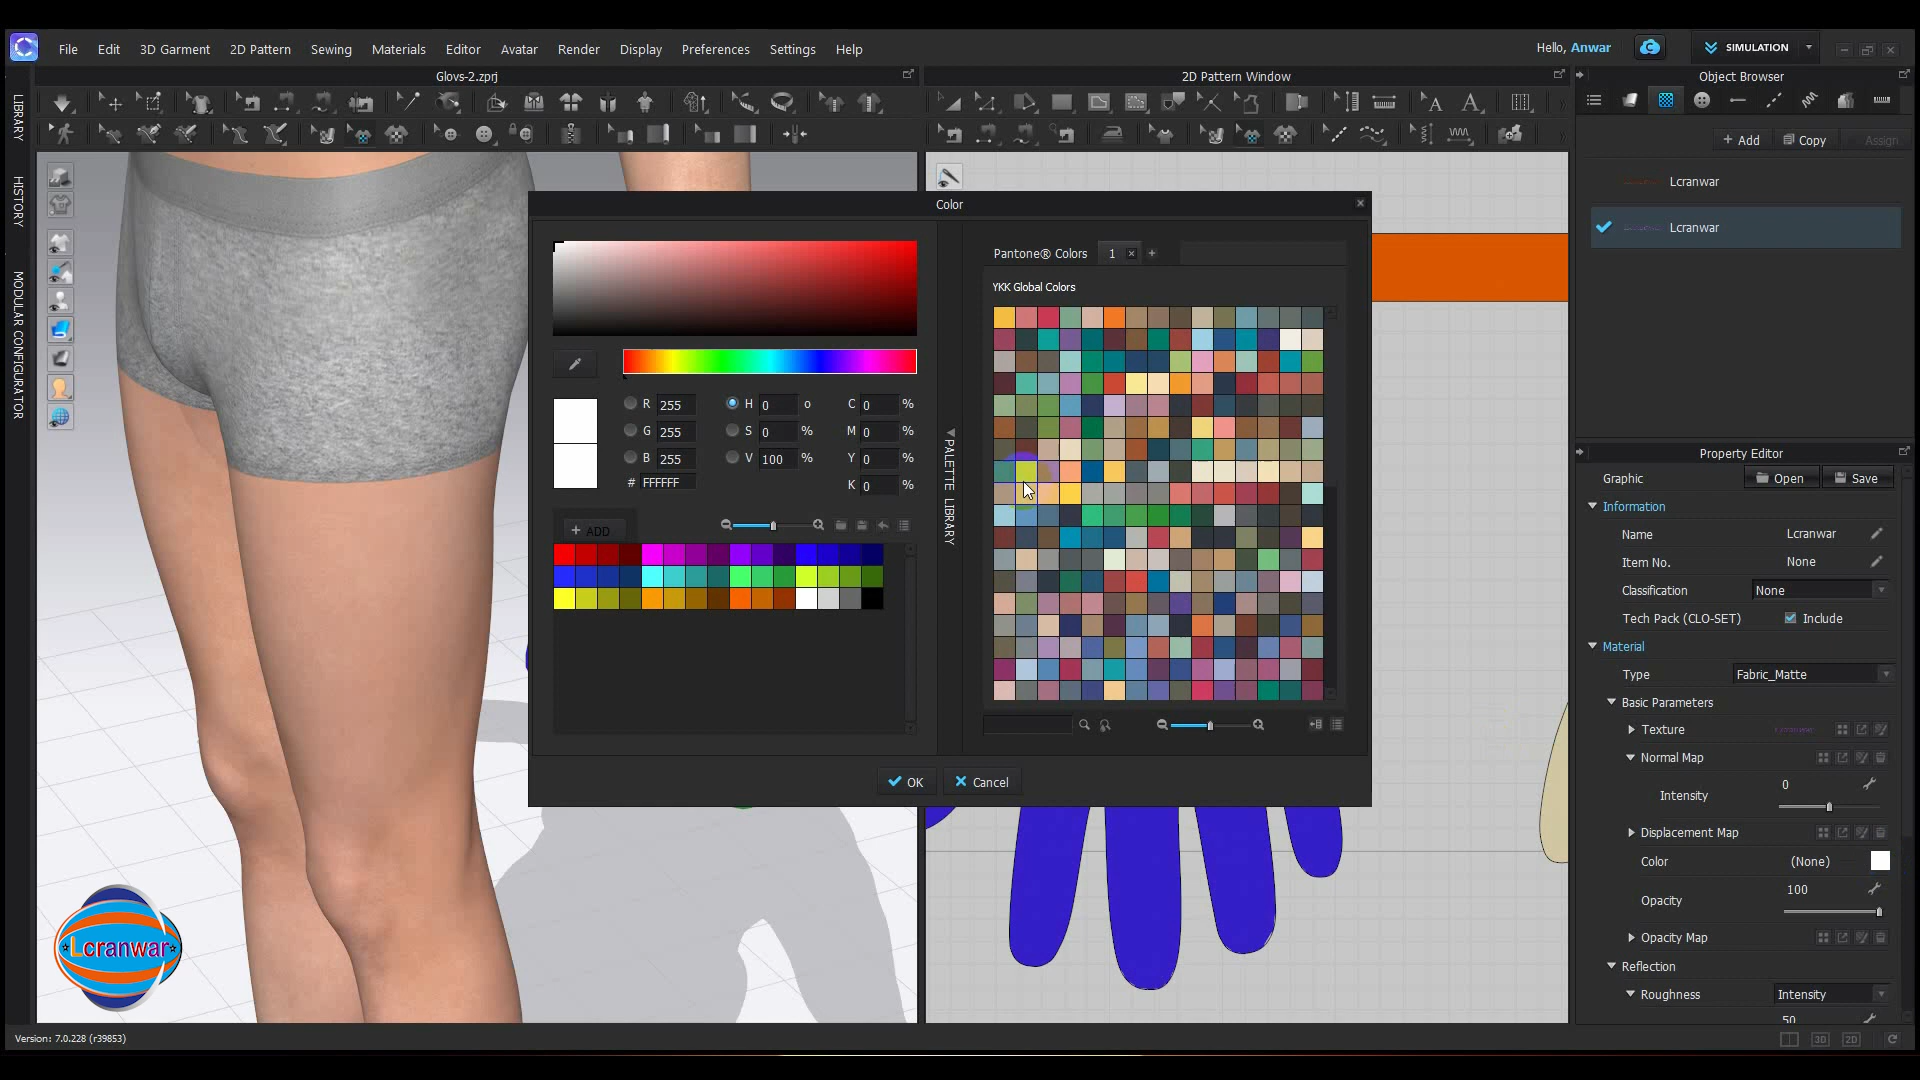 File Edit 3D Garment 2D Pattern Sewing Materials Editor Avatar Render Display Preferences Settings Help
Hello, Anwar
SIMULATION
Glovs-2.zprj
2D Pattern Window
Object Browser
LIBRARY
HISTORY
MODULAR CONFIGURATOR
+ Add Copy Assign
Lcranwar
Lcranwar
Color
Pantone® Colors 1 × +
YKK Global Colors
R 255 H 0 o C 0 %
G 255 S 0 % M 0 %
B 255 V 100 % Y 0 %
# FFFFFF K 0 %
+ ADD
PALETTE LIBRARY
OK Cancel
Property Editor
Graphic Open Save
Information
Name Lcranwar
Item No. None
Classification None
Tech Pack (CLO-SET) Include
Material
Type Fabric_Matte
Basic Parameters
Texture
Normal Map
0
Intensity
Displacement Map
Color (None)
100
Opacity
Opacity Map
Reflection
Roughness Intensity
50
Lcranwar
Version: 7.0.228 (r39853)
3D 2D